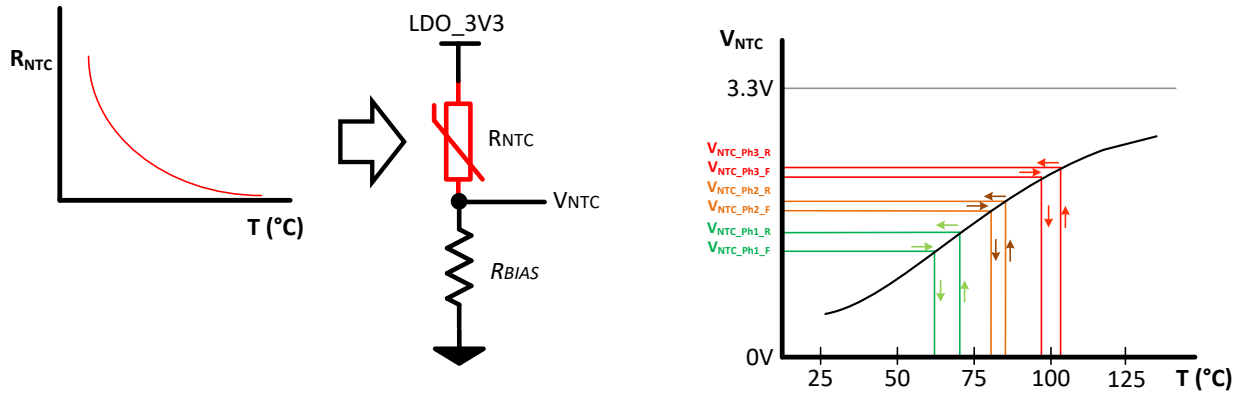 RNTC
T (°C)
LDO_3V3
RNTC
VNTC
RBIAS
VNTC
3.3V
VNTC_Ph3_R
VNTC_Ph3_F
VNTC_Ph2_R
VNTC_Ph2_F
VNTC_Ph1_R
VNTC_Ph1_F
0V
25 50 75 100 125 T (°C)